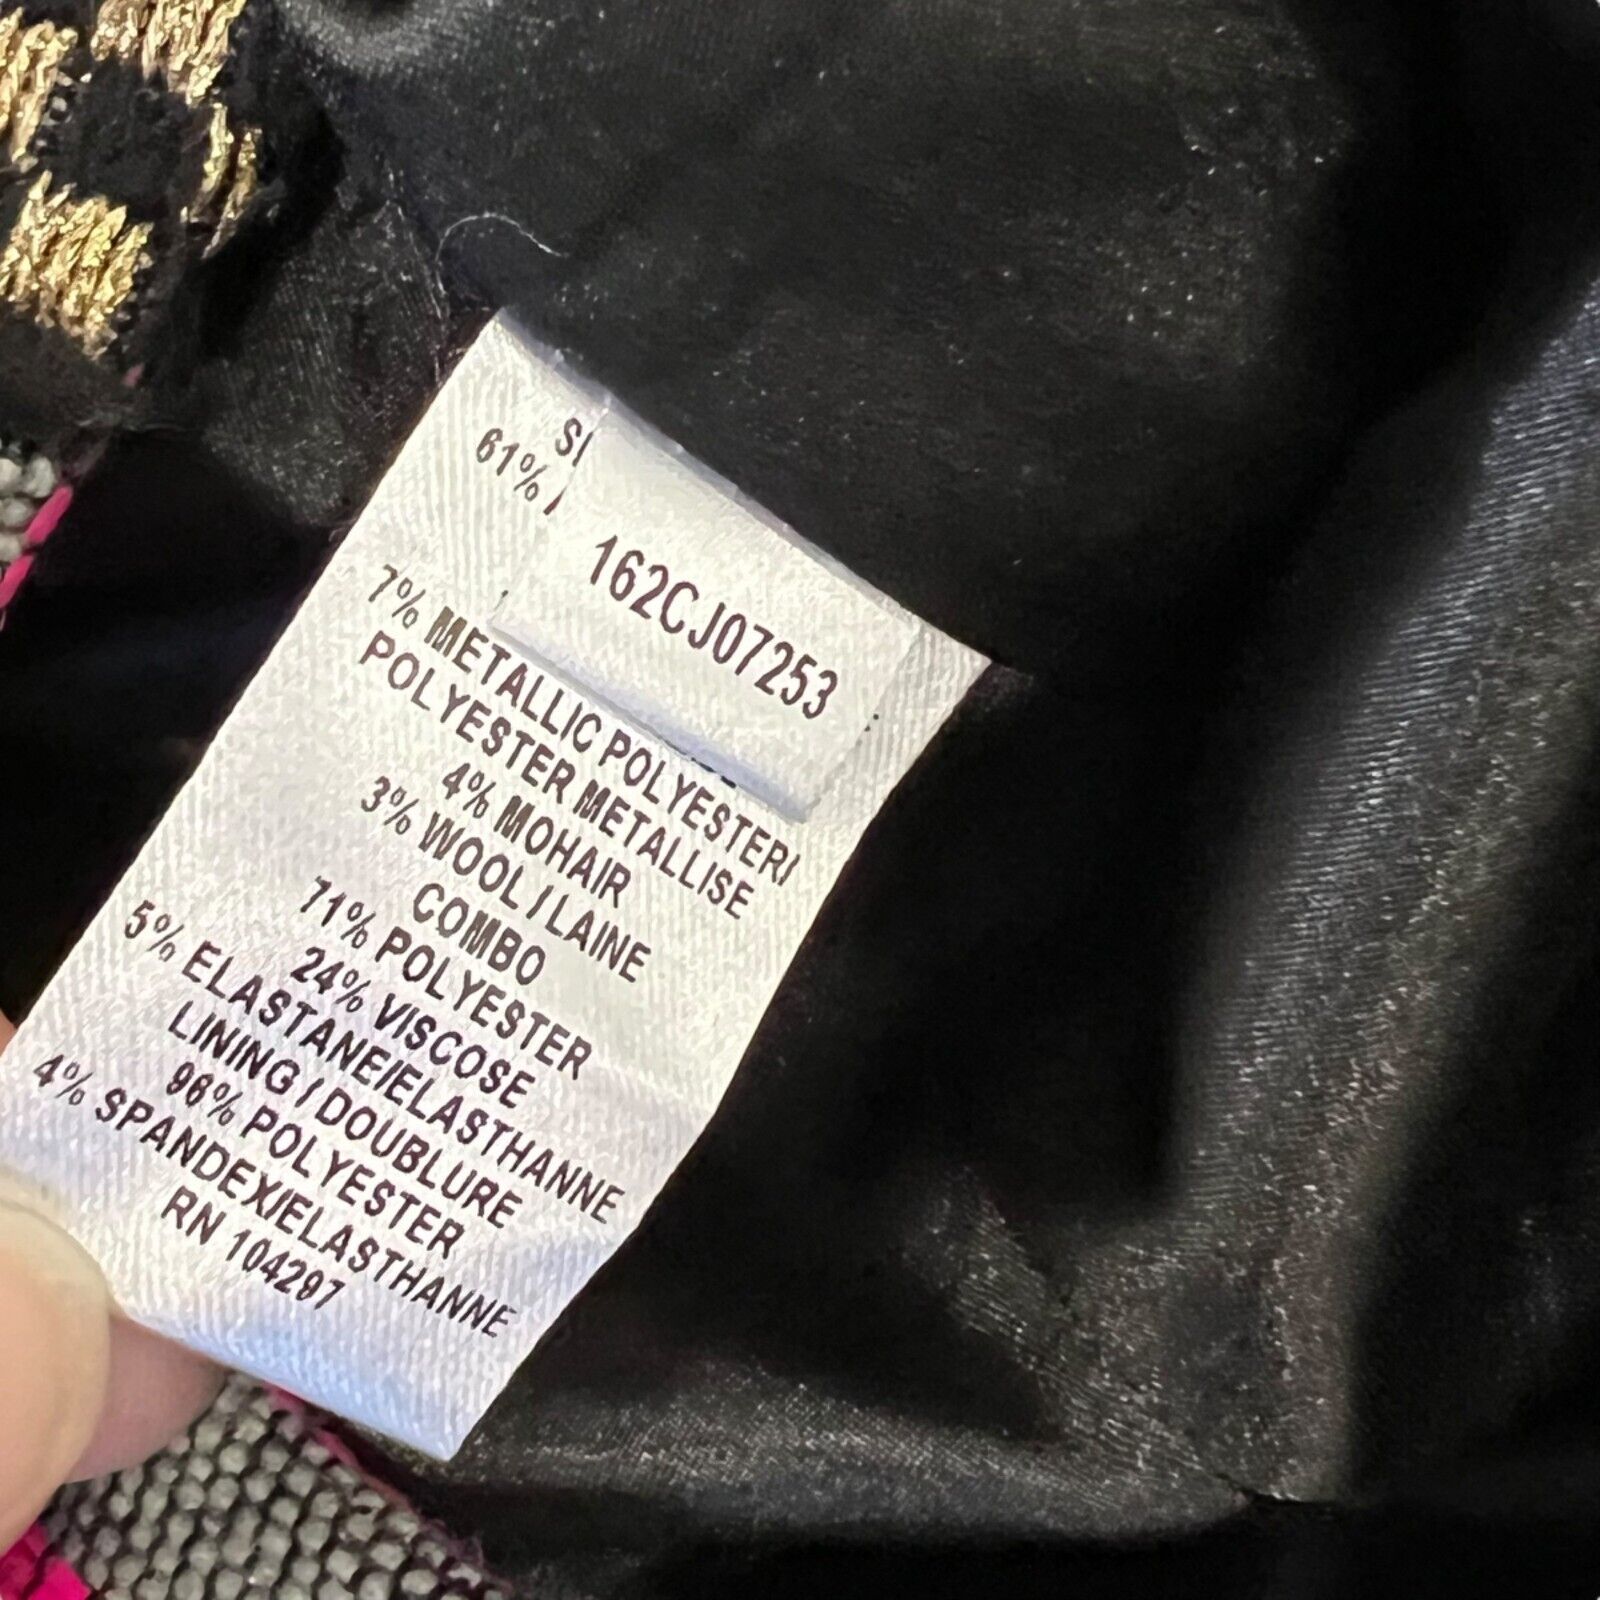 61%
162CJ07253
7% METALLIC POLYESTER/
POLYESTER METALLISE
4% MOHAIR
3% WOOL / LAINE
COMBO
71% POLYESTER
24% VISCOSE
5% ELASTANE/ELASTHANNE
LINING / DOUBLURE
96% POLYESTER
4% SPANDEX/ELASTHANNE
RN 104297